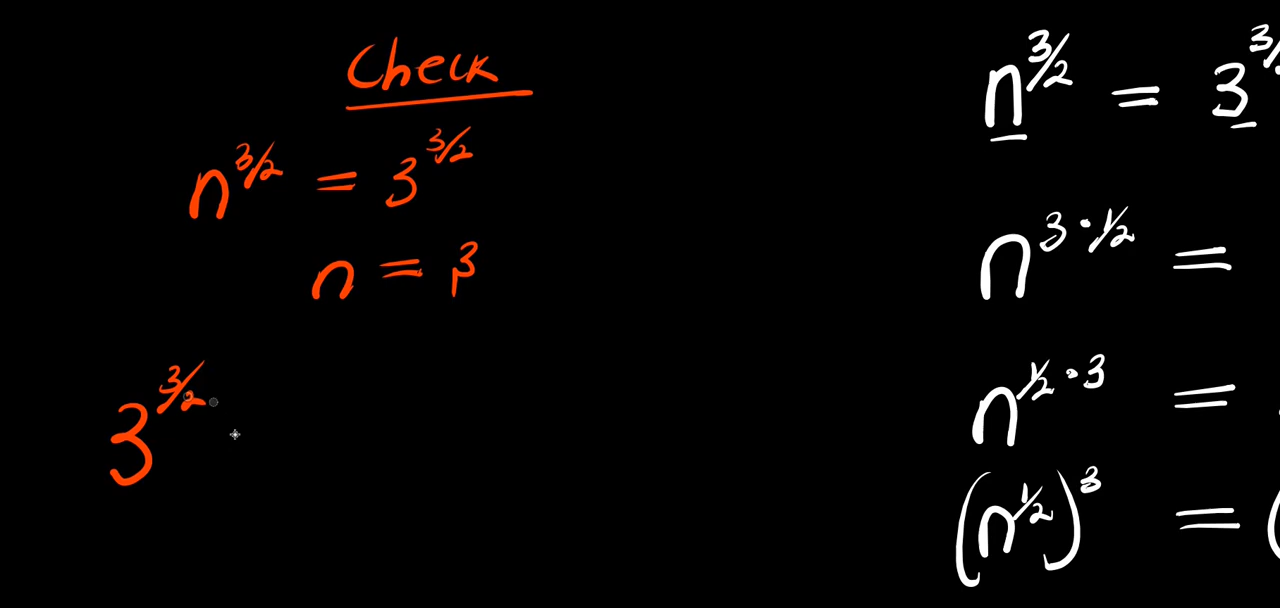 Check
n^{3/2} = 3^{3/2}
n = 3
3^{3/2}
n^{3/2} = 3^{3/
n^{3·1/2} =
n^{1/2·3} =
(n^{1/2})^3 = (